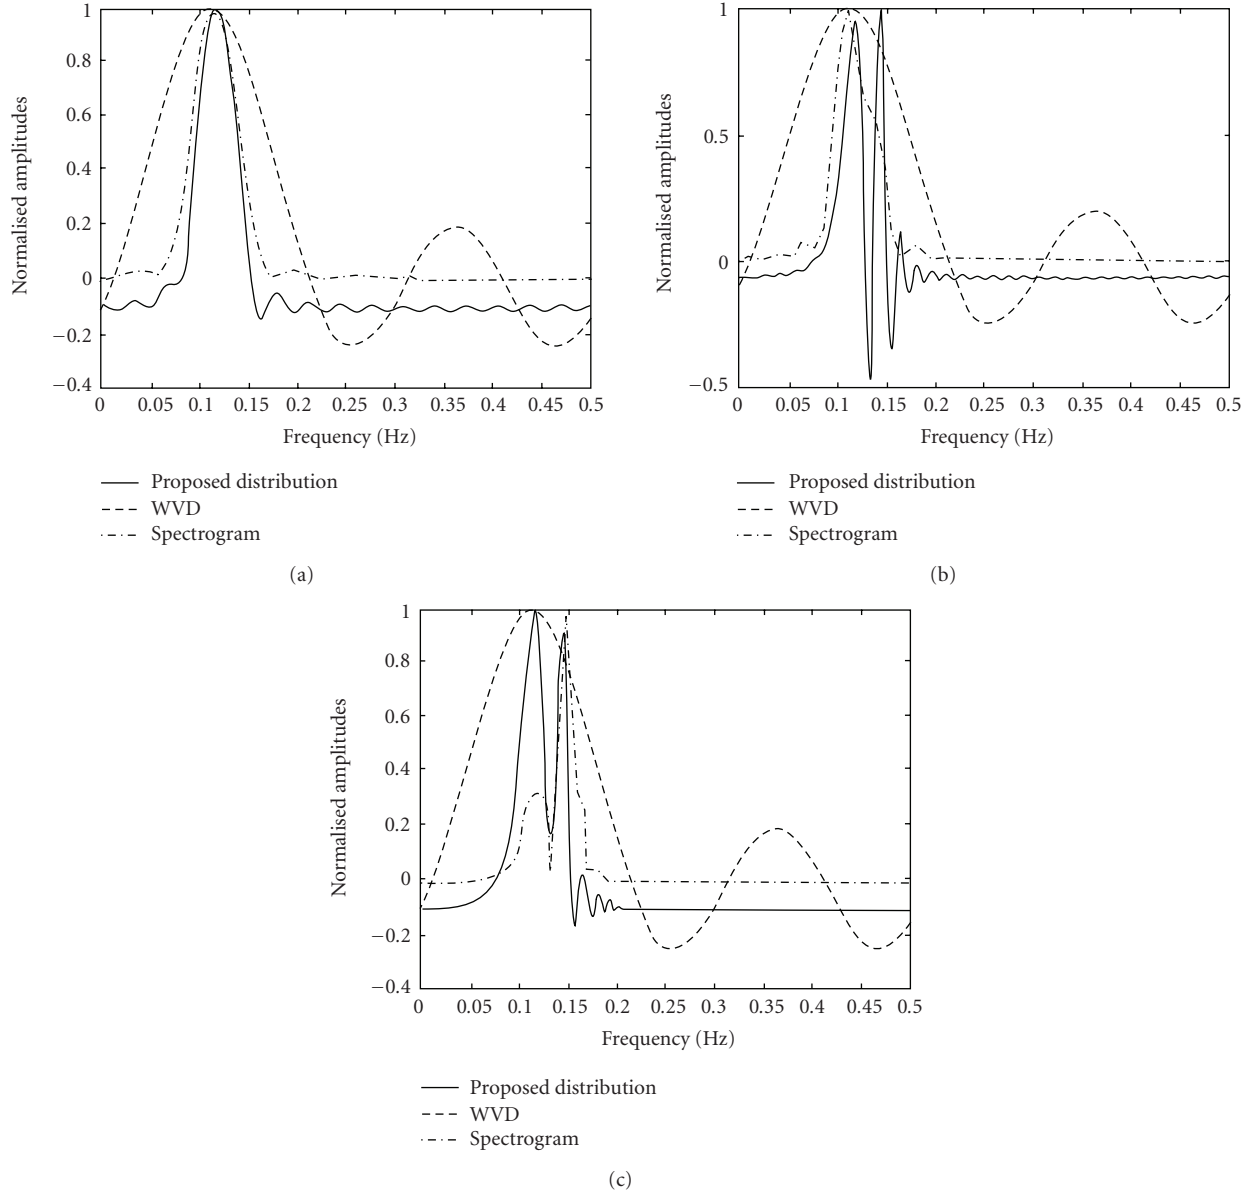 Normalised amplitudes
1
0.8
0.6
0.4
0.2
0
−0.2
−0.4
0 0.05 0.1 0.15 0.2 0.25 0.3 0.35 0.4 0.45 0.5
Frequency (Hz)
Proposed distribution
WVD
Spectrogram
(a)
Normalised amplitudes
1
0.5
0
−0.5
0 0.05 0.1 0.15 0.2 0.25 0.3 0.35 0.4 0.45 0.5
Frequency (Hz)
Proposed distribution
WVD
Spectrogram
(b)
Normalised amplitudes
1
0.8
0.6
0.4
0.2
0
−0.2
−0.4
0 0.05 0.1 0.15 0.2 0.25 0.3 0.35 0.4 0.45 0.5
Frequency (Hz)
Proposed distribution
WVD
Spectrogram
(c)